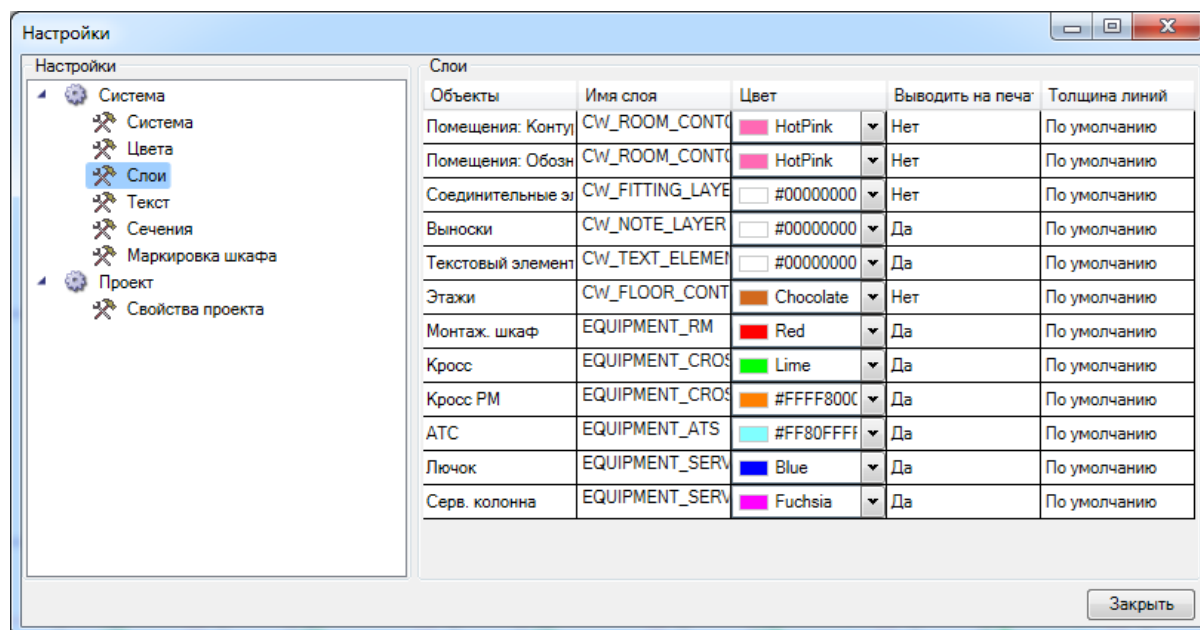 Настройки
Настройки
Система
Система
Цвета
Слои
Текст
Сечения
Маркировка шкафа
Проект
Свойства проекта
Слои
Объекты Имя слоя Цвет Выводить на печат Толщина линий
Помещения: Конту CW_ROOM_CONTO HotPink Нет По умолчанию
Помещения: Обозн CW_ROOM_CONTO HotPink Нет По умолчанию
Соединительные эл CW_FITTING_LAYE #00000000 Нет По умолчанию
Выноски CW_NOTE_LAYER #00000000 Да По умолчанию
Текстовый элемент CW_TEXT_ELEMEN #00000000 Да По умолчанию
Этажи CW_FLOOR_CONT Chocolate Нет По умолчанию
Монтаж. шкаф EQUIPMENT_RM Red Да По умолчанию
Кросс EQUIPMENT_CROS Lime Да По умолчанию
Кросс РМ EQUIPMENT_CROS #FFFF800 Да По умолчанию
АТС EQUIPMENT_ATS #FF80FFFF Да По умолчанию
Лючок EQUIPMENT_SERV Blue Да По умолчанию
Серв. колонна EQUIPMENT_SERV Fuchsia Да По умолчанию
Закрыть